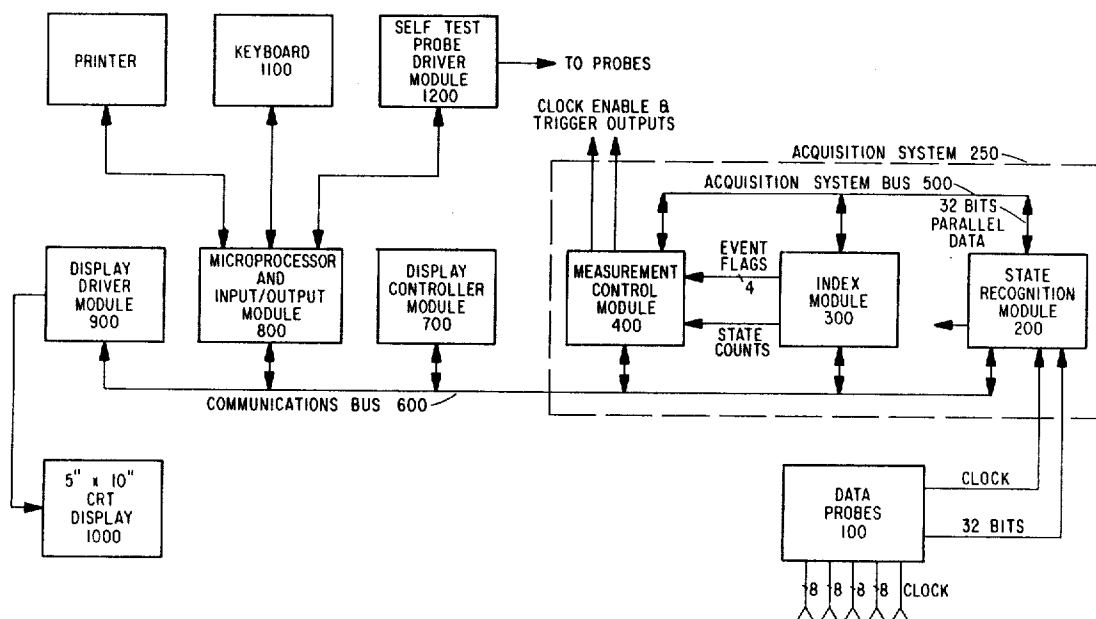 PRINTER
KEYBOARD
1100
SELF TEST
PROBE
DRIVER
MODULE
1200
TO PROBES
CLOCK ENABLE &
TRIGGER OUTPUTS
ACQUISITION SYSTEM 250
ACQUISITION SYSTEM BUS 500
32 BITS
PARALLEL
DATA
DISPLAY
DRIVER
MODULE
900
MICROPROCESSOR
AND
INPUT/OUTPUT
MODULE
800
DISPLAY
CONTROLLER
MODULE
700
MEASUREMENT
CONTROL
MODULE
400
EVENT
FLAGS
4
STATE
COUNTS
INDEX
MODULE
300
STATE
RECOGNITION
MODULE
200
COMMUNICATIONS BUS 600
5" x 10"
CRT
DISPLAY
1000
DATA
PROBES
100
CLOCK
32 BITS
8 8 8 8 CLOCK